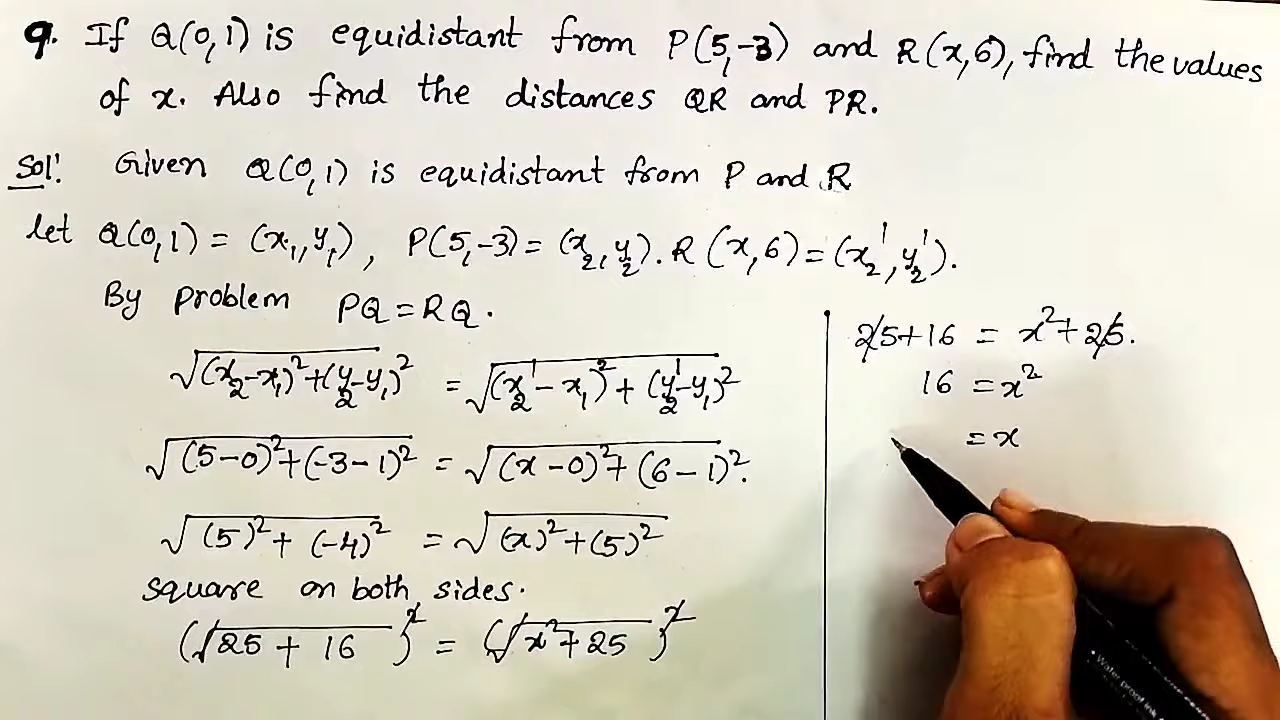 9. If Q(0,1) is equidistant from P(5,-3) and R(x,6), find the values
of x. Also find the distances QR and PR.
Sol: Given Q(0,1) is equidistant from P and R
let Q(0,1) = (x₁, y₁), P(5,-3) = (x₂, y₂). R(x,6) = (x₂', y₂').
By problem PQ = RQ.
√(x₂-x₁)²+(y₂-y₁)² = √(x₂'-x₁)² + (y₂'-y₁)²
√(5-0)²+(-3-1)² = √(x-0)²+(6-1)².
√(5)²+(-4)² = √(x)²+(5)²
square on both sides.
(√25+16)² = (√x²+25)²
25+16 = x²+25.
16 = x²
= x
Water proof ink